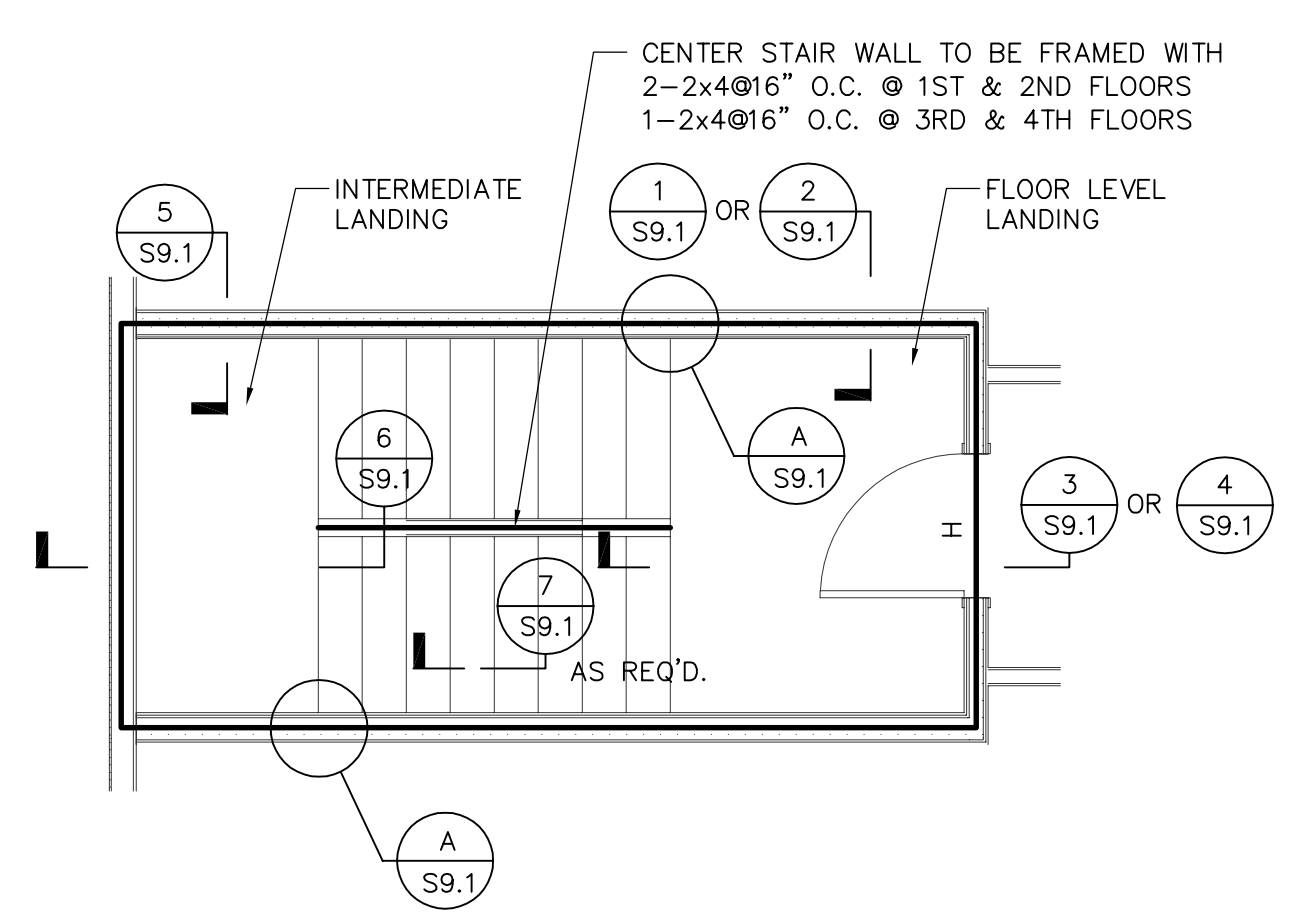 CENTER STAIR WALL TO BE FRAMED WITH
2-2x4@16" O.C. @ 1ST & 2ND FLOORS
1-2x4@16" O.C. @ 3RD & 4TH FLOORS
INTERMEDIATE
LANDING
1
S9.1
OR
2
S9.1
FLOOR LEVEL
LANDING
5
S9.1
6
S9.1
A
S9.1
3
S9.1
OR
4
S9.1
H
7
S9.1
AS REQ'D.
A
S9.1